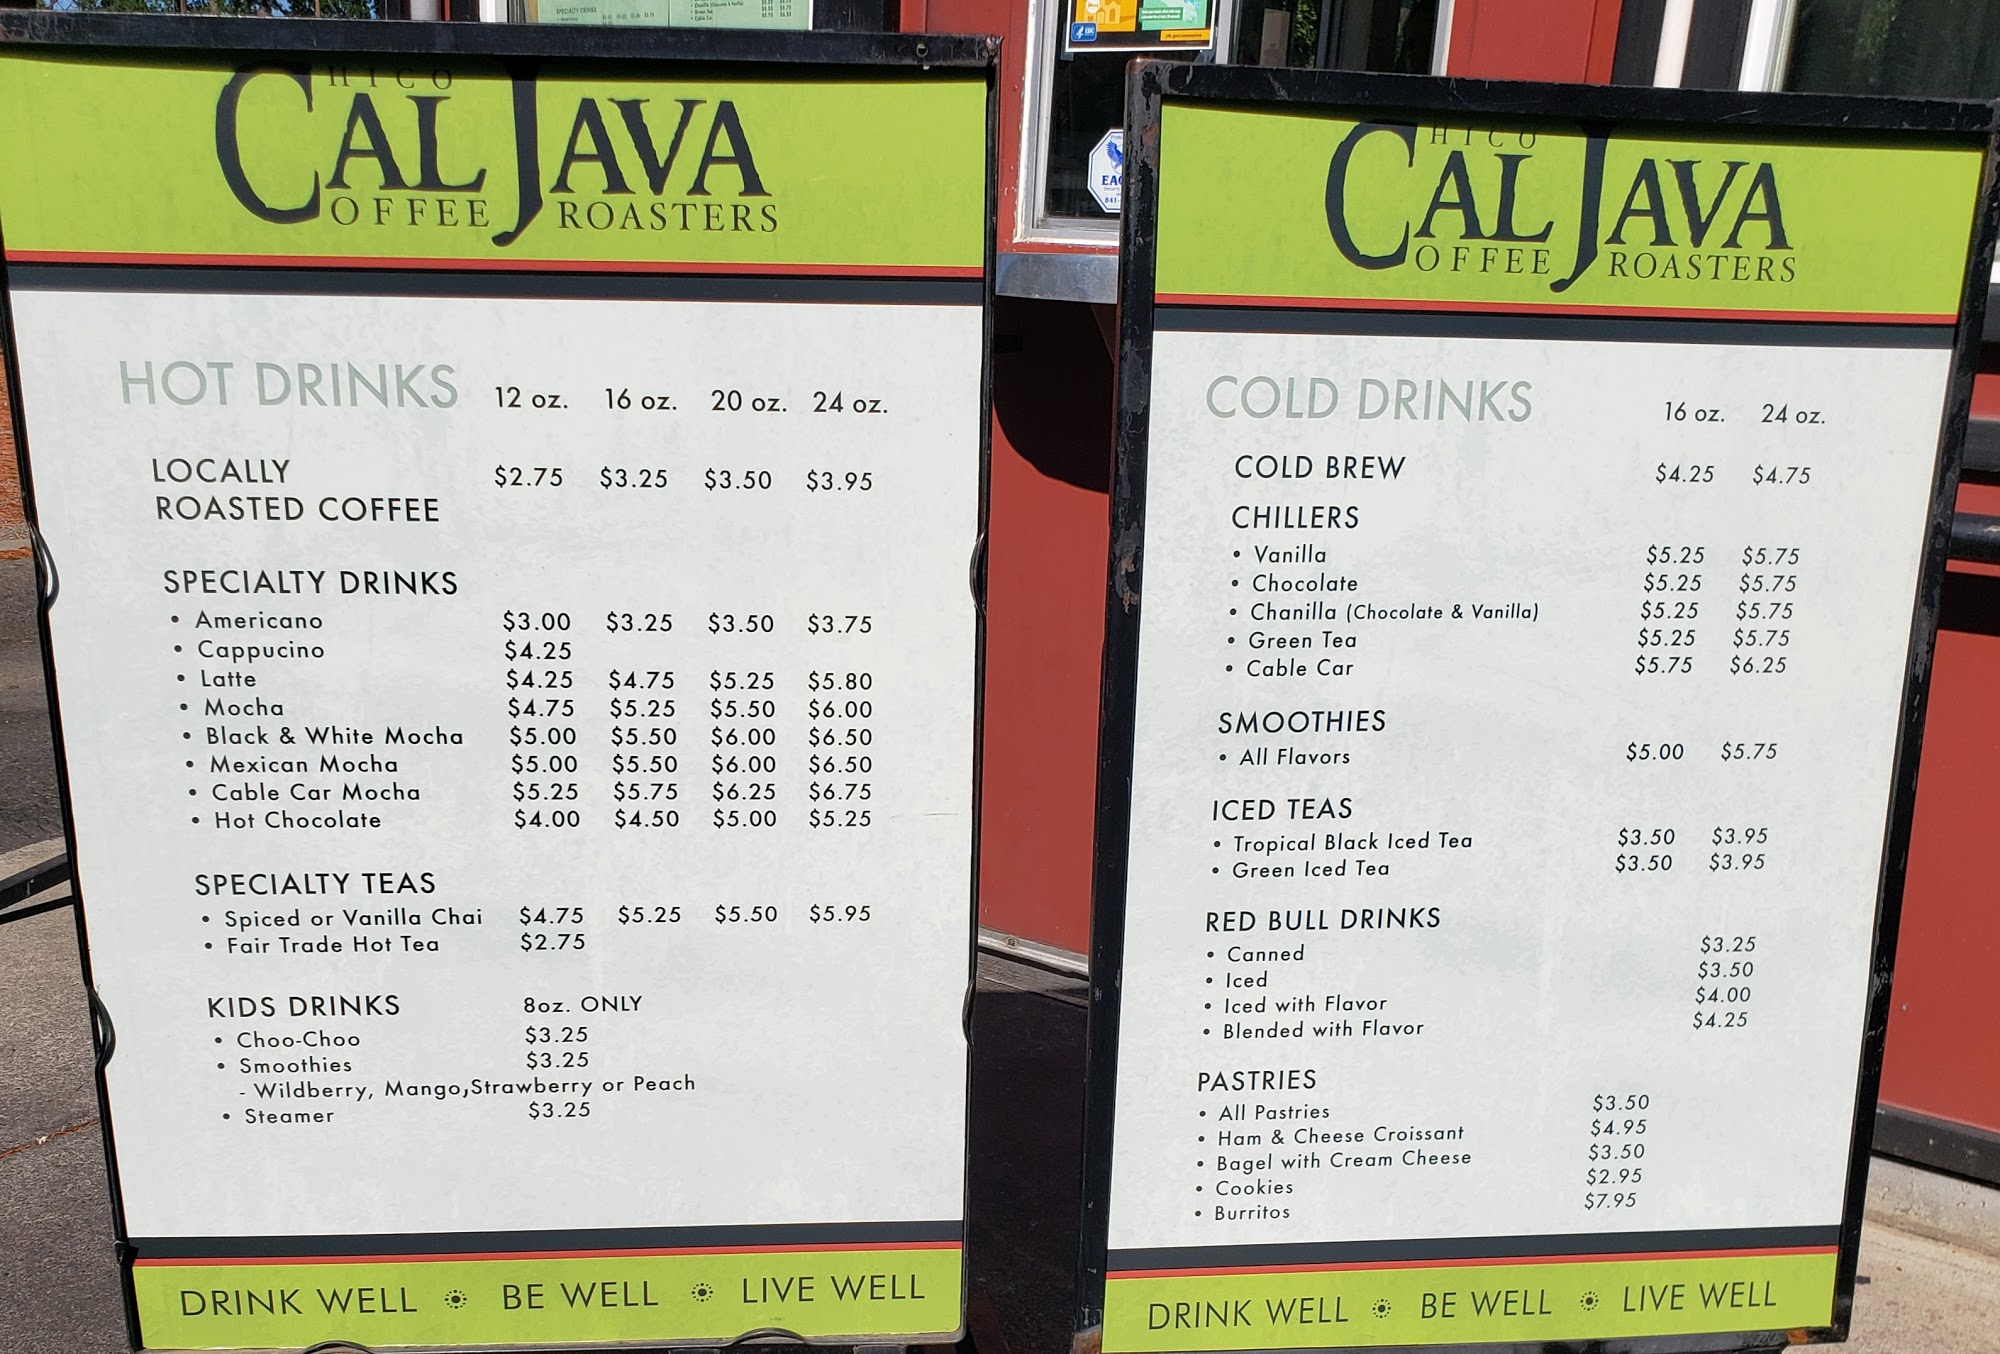 SPECIALTY DRINKS
CHICO
CAL JAVA
COFFEE ROASTERS
HOT DRINKS 12 oz. 16 oz. 20 oz. 24 oz.
LOCALLY $2.75 $3.25 $3.50 $3.95
ROASTED COFFEE
SPECIALTY DRINKS
• Americano $3.00 $3.25 $3.50 $3.75
• Cappucino $4.25
• Latte $4.25 $4.75 $5.25 $5.80
• Mocha $4.75 $5.25 $5.50 $6.00
• Black & White Mocha $5.00 $5.50 $6.00 $6.50
• Mexican Mocha $5.00 $5.50 $6.00 $6.50
• Cable Car Mocha $5.25 $5.75 $6.25 $6.75
• Hot Chocolate $4.00 $4.50 $5.00 $5.25
SPECIALTY TEAS
• Spiced or Vanilla Chai $4.75 $5.25 $5.50 $5.95
• Fair Trade Hot Tea $2.75
KIDS DRINKS 8oz. ONLY
• Choo-Choo $3.25
• Smoothies $3.25
- Wildberry, Mango,Strawberry or Peach
• Steamer $3.25
DRINK WELL BE WELL LIVE WELL
CHICO
CAL JAVA
COFFEE ROASTERS
COLD DRINKS 16 oz. 24 oz.
COLD BREW $4.25 $4.75
CHILLERS
• Vanilla $5.25 $5.75
• Chocolate $5.25 $5.75
• Chanilla (Chocolate & Vanilla) $5.25 $5.75
• Green Tea $5.25 $5.75
• Cable Car $5.75 $6.25
SMOOTHIES
• All Flavors $5.00 $5.75
ICED TEAS
• Tropical Black Iced Tea $3.50 $3.95
• Green Iced Tea $3.50 $3.95
RED BULL DRINKS
• Canned $3.25
• Iced $3.50
• Iced with Flavor $4.00
• Blended with Flavor $4.25
PASTRIES
• All Pastries $3.50
• Ham & Cheese Croissant $4.95
• Bagel with Cream Cheese $3.50
• Cookies $2.95
• Burritos $7.95
DRINK WELL BE WELL LIVE WELL